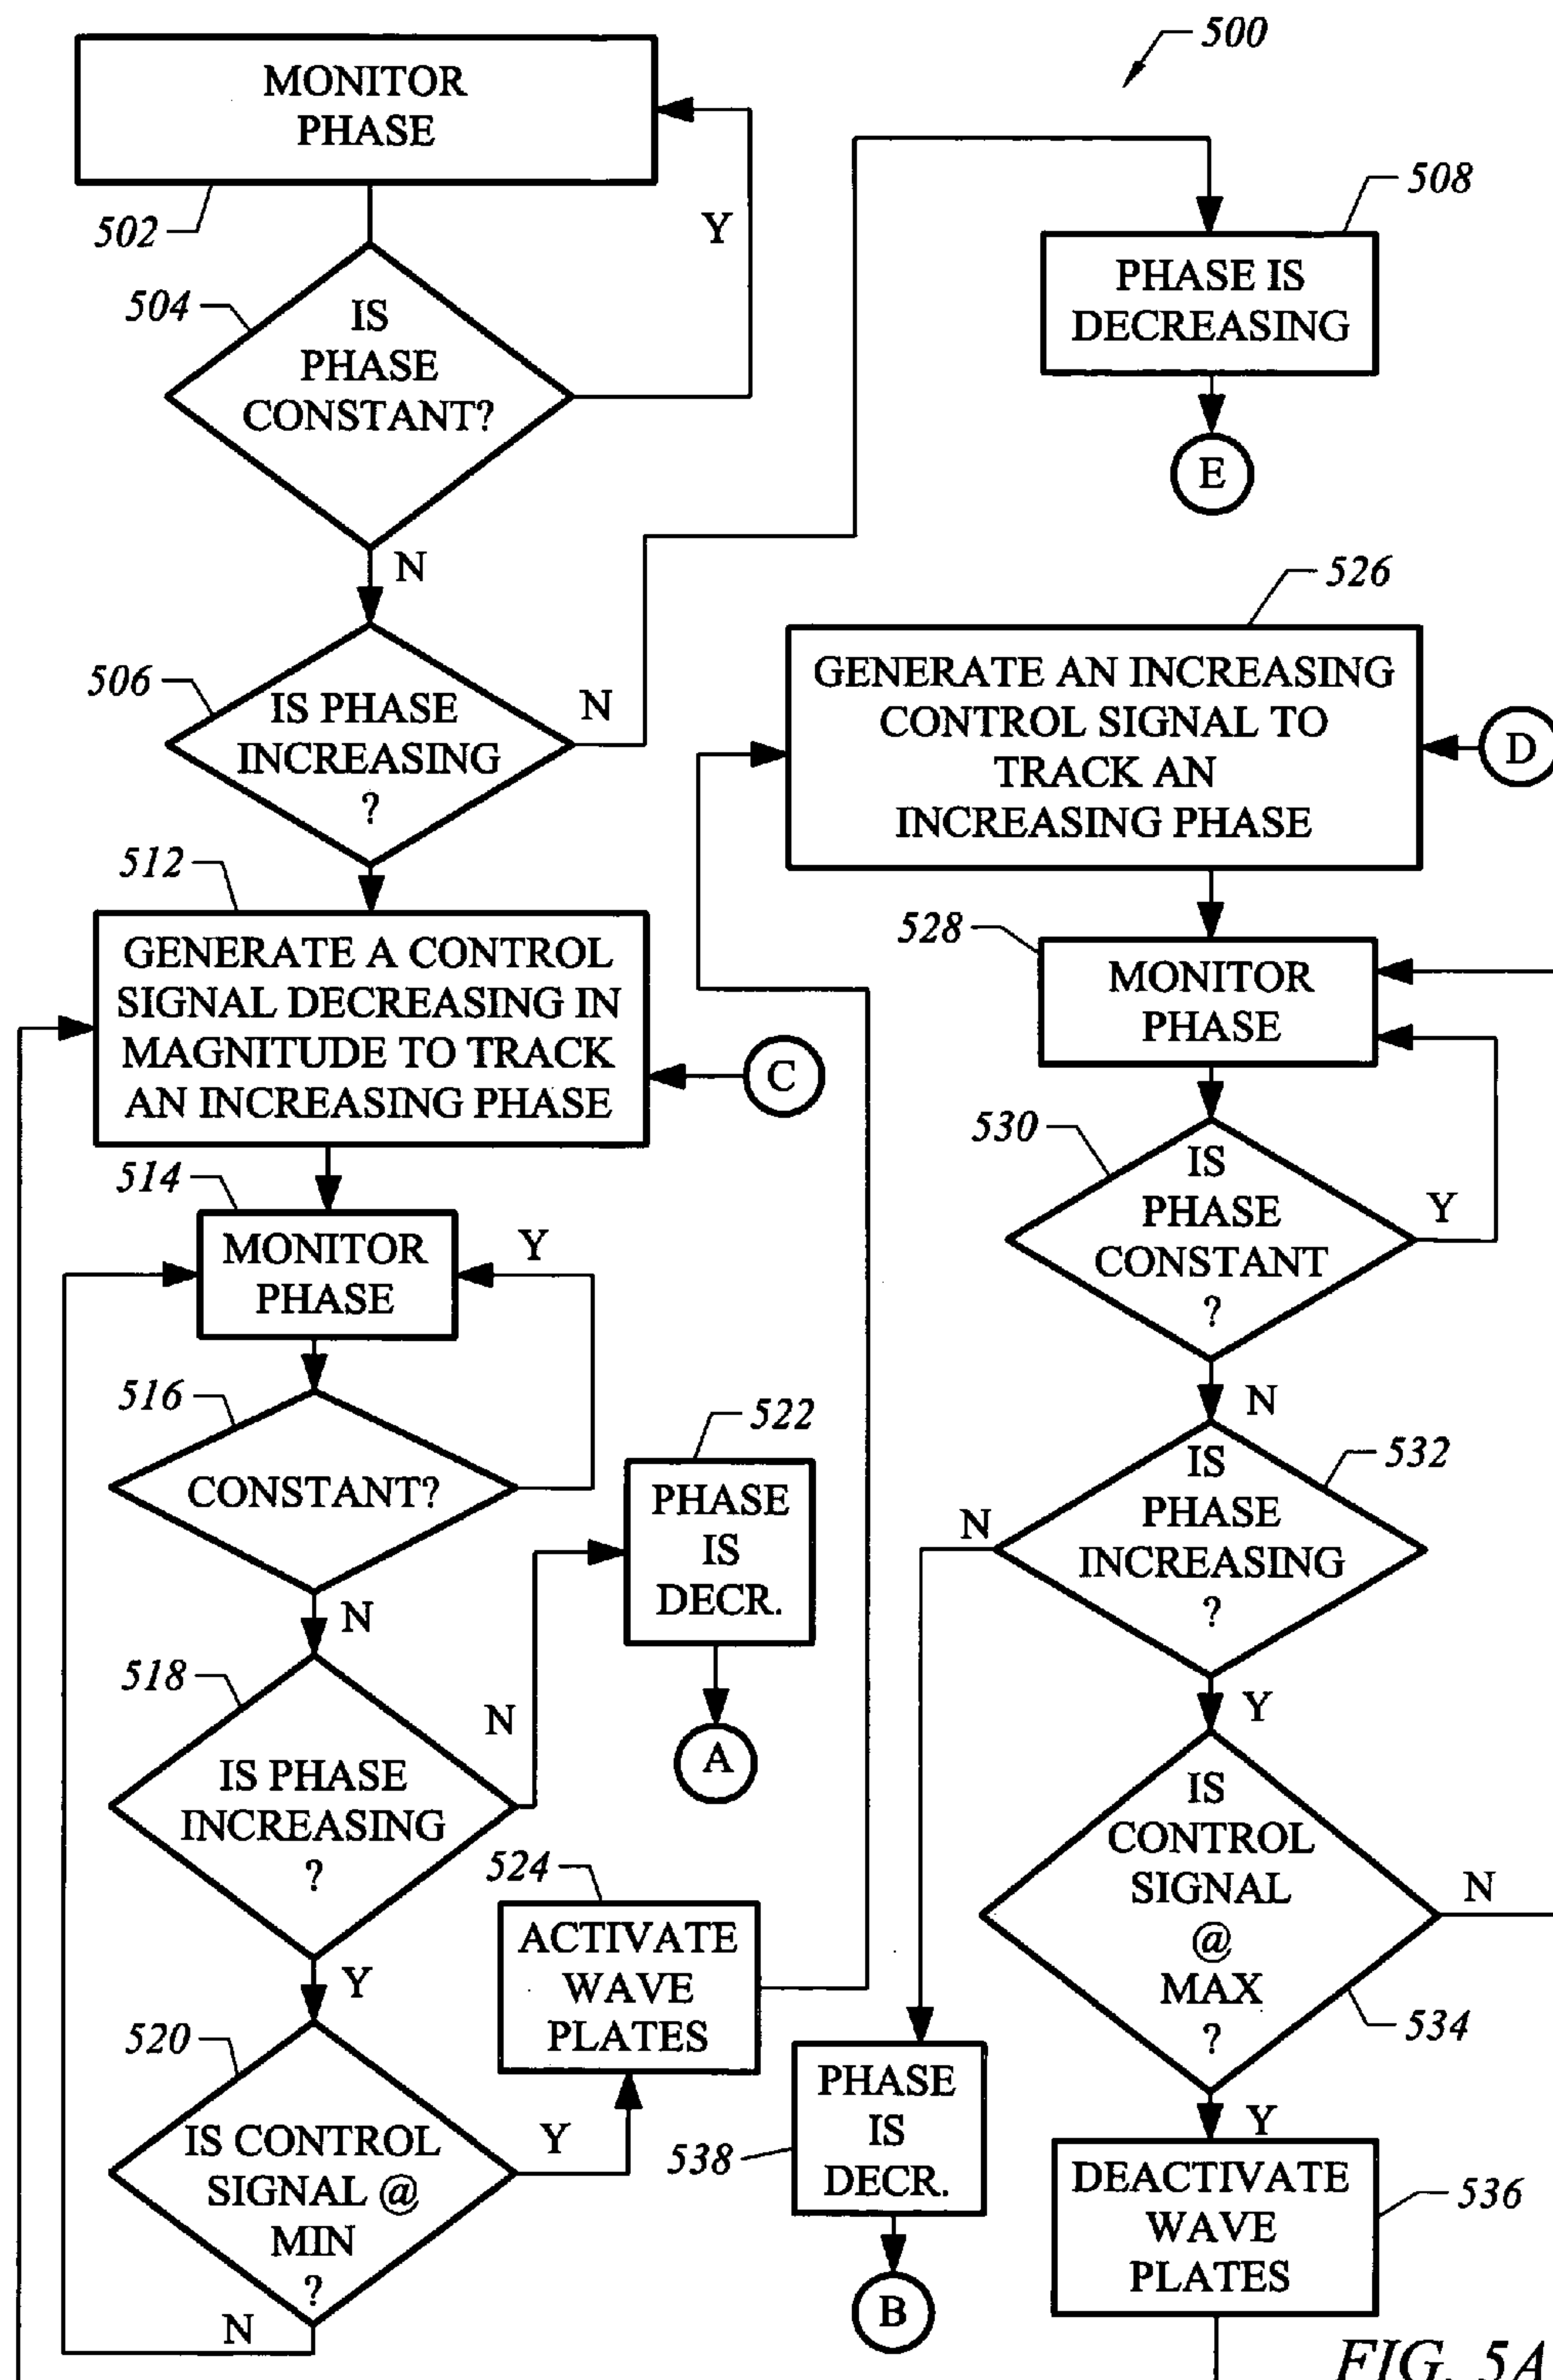 500
MONITOR
PHASE
502
Y
504
IS
PHASE
CONSTANT?
N
508
PHASE IS
DECREASING
E
506
IS PHASE
INCREASING
?
N
512
GENERATE A CONTROL
SIGNAL DECREASING IN
MAGNITUDE TO TRACK
AN INCREASING PHASE
C
514
MONITOR
PHASE
Y
516
CONSTANT?
N
522
PHASE
IS
DECR.
A
518
IS PHASE
INCREASING
?
N
Y
524
ACTIVATE
WAVE
PLATES
520
IS CONTROL
SIGNAL @
MIN
?
Y
N
526
GENERATE AN INCREASING
CONTROL SIGNAL TO
TRACK AN
INCREASING PHASE
D
528
MONITOR
PHASE
530
IS
PHASE
CONSTANT
?
Y
N
532
IS
PHASE
INCREASING
?
N
Y
IS
CONTROL
SIGNAL
@
MAX
?
N
534
Y
538
PHASE
IS
DECR.
B
DEACTIVATE
WAVE
PLATES
536
FIG. 5A